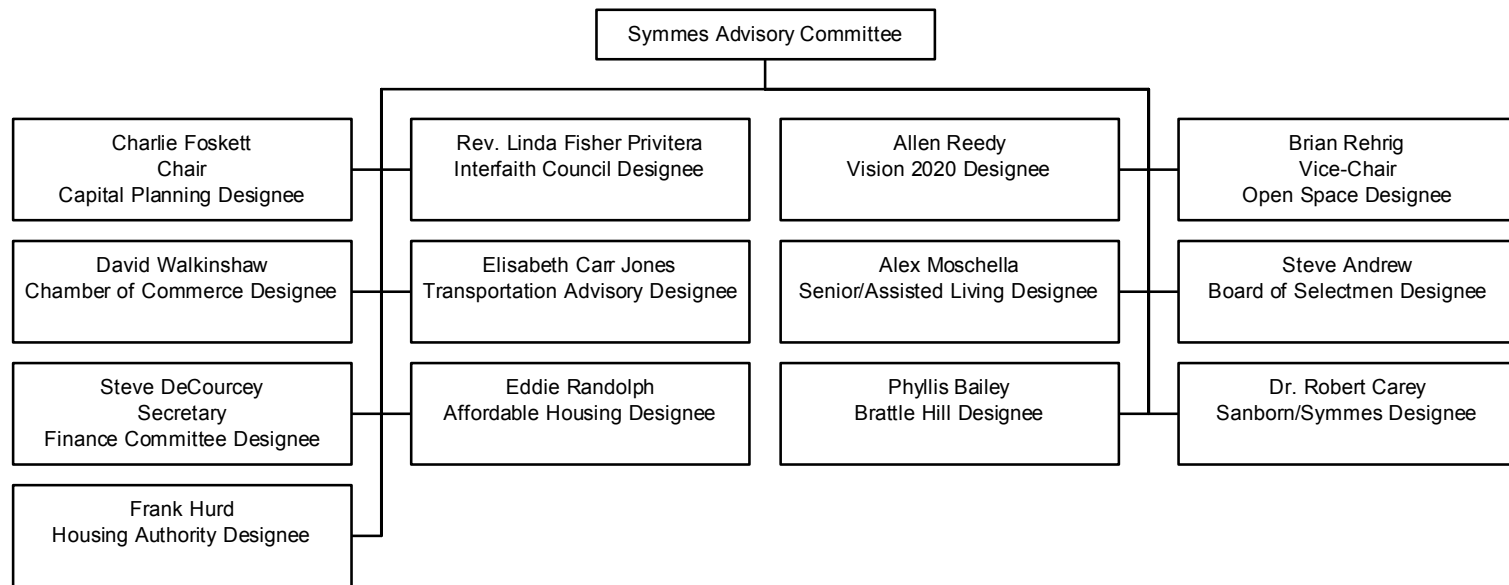 Symmes Advisory Committee
Charlie Foskett
Chair
Capital Planning Designee
Rev. Linda Fisher Privitera
Interfaith Council Designee
Allen Reedy
Vision 2020 Designee
Brian Rehrig
Vice-Chair
Open Space Designee
David Walkinshaw
Chamber of Commerce Designee
Elisabeth Carr Jones
Transportation Advisory Designee
Alex Moschella
Senior/Assisted Living Designee
Steve Andrew
Board of Selectmen Designee
Steve DeCourcey
Secretary
Finance Committee Designee
Eddie Randolph
Affordable Housing Designee
Phyllis Bailey
Brattle Hill Designee
Dr. Robert Carey
Sanborn/Symmes Designee
Frank Hurd
Housing Authority Designee